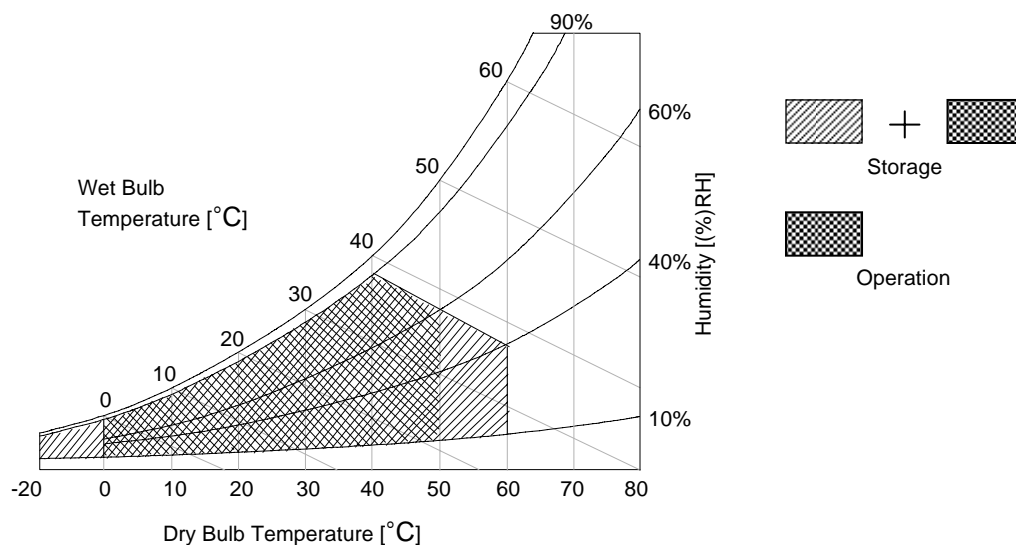 90%
60
60%
50
Storage
Wet Bulb
Temperature [°C]
40
Humidity [(%)RH]
40%
Operation
30
20
10
0
10%
-20 0 10 20 30 40 50 60 70 80
Dry Bulb Temperature [°C]